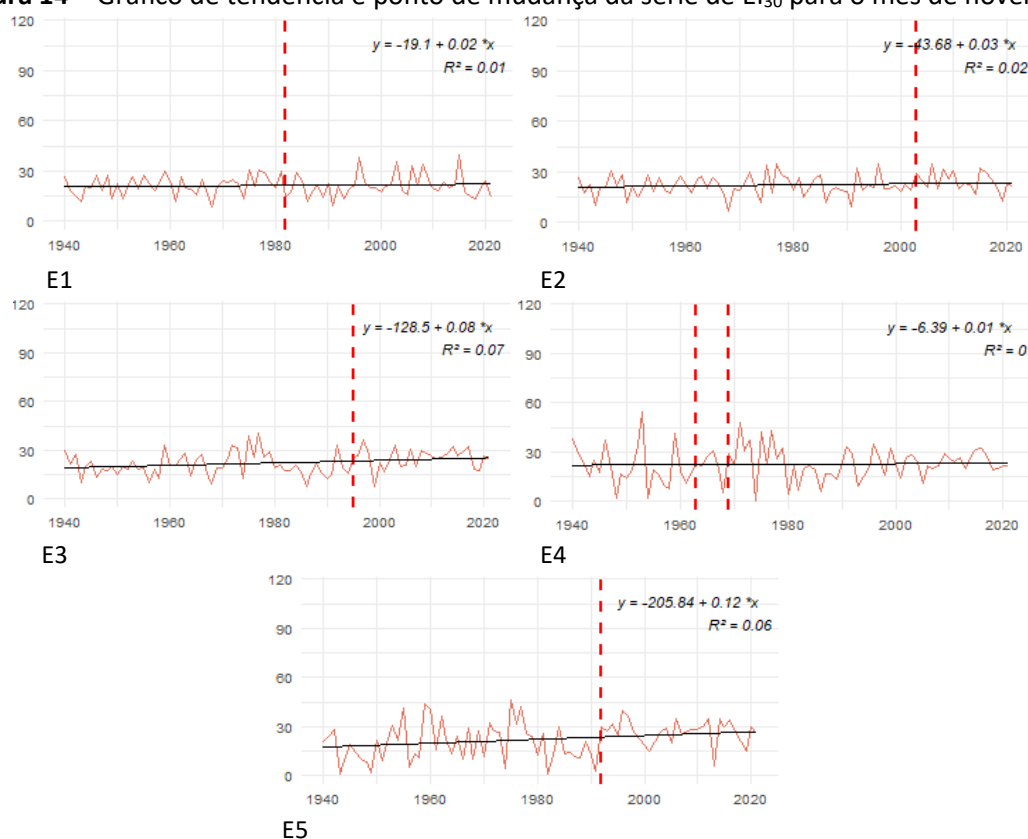 ura 14 – Gráfico de tendência e ponto de mudança da série de EI₃₀ para o mês de nove
120
90
60
30
0
1940 1960 1980 2000 2020
y = -19.1 + 0.02 *x
R² = 0.01
E1
120
90
60
30
0
1940 1960 1980 2000 2020
y = -43.68 + 0.03 *x
R² = 0.02
E2
120
90
60
30
0
1940 1960 1980 2000 2020
y = -128.5 + 0.08 *x
R² = 0.07
E3
120
90
60
30
0
1940 1960 1980 2000 2020
y = -6.39 + 0.01 *x
R² = 0
E4
120
90
60
30
0
1940 1960 1980 2000 2020
y = -205.84 + 0.12 *x
R² = 0.06
E5